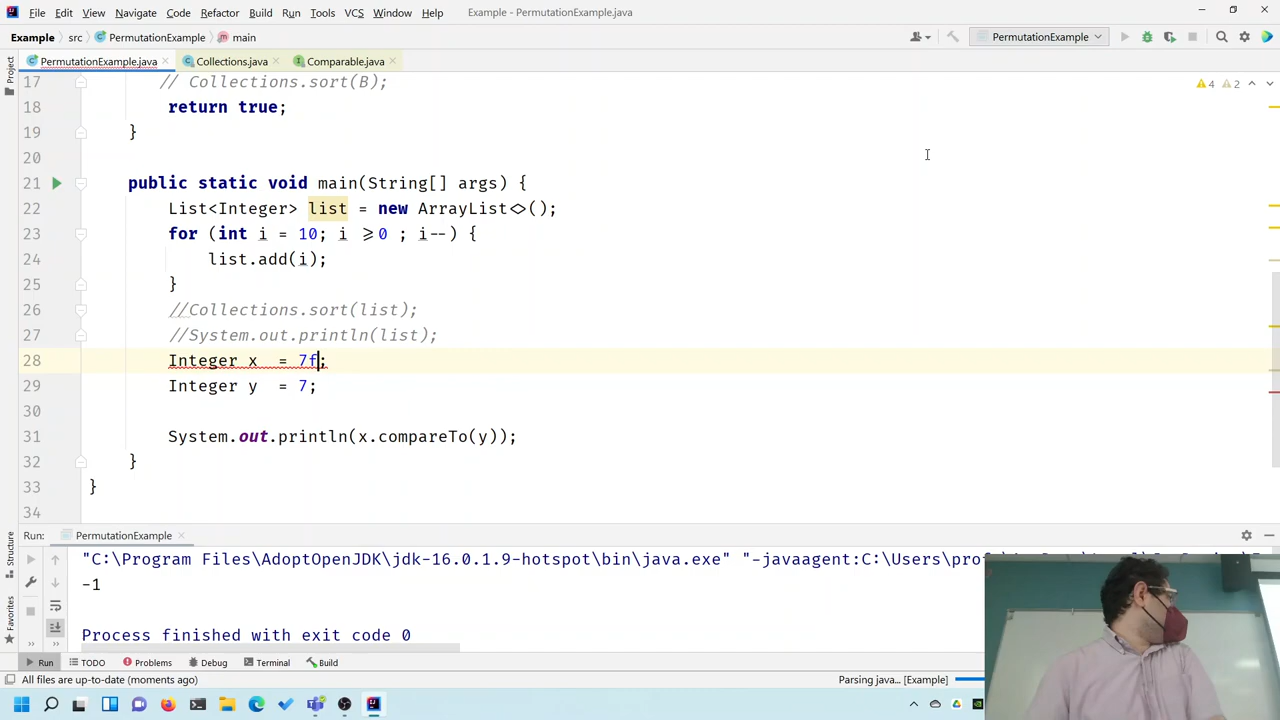 File Edit View Navigate Code Refactor Build Run Tools VCS Window Help Example - PermutationExample.java
Example src PermutationExample main PermutationExample
PermutationExample.java Collections.java Comparable.java
Project
17 // Collections.sort(B); 4 2
18 return true;
19 }
20
21 public static void main(String[] args) {
22 List<Integer> list = new ArrayList<>();
23 for (int i = 10; i >=0 ; i--) {
24 list.add(i);
25 }
26 //Collections.sort(list);
27 //System.out.println(list);
28 Integer x  = 7f;
29 Integer y  = 7;
30
31 System.out.println(x.compareTo(y));
32 }
33 }
34
Structure
Favorites
Run: PermutationExample
"C:\Program Files\AdoptOpenJDK\jdk-16.0.1.9-hotspot\bin\java.exe" "-javaagent:C:\Users\
-1
Process finished with exit code 0
Run TODO Problems Debug Terminal Build
All files are up-to-date (moments ago) Parsing java... [Example]